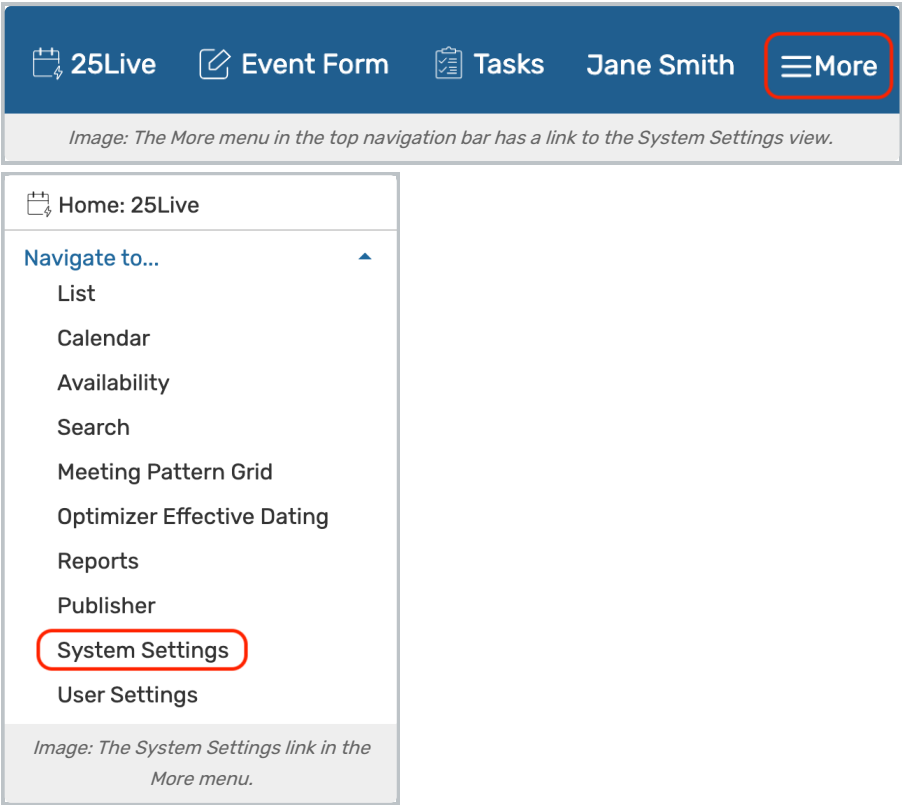 25Live Event Form Tasks Jane Smith More
Image: The More menu in the top navigation bar has a link to the System Settings view.
Home: 25Live
Navigate to...
List
Calendar
Availability
Search
Meeting Pattern Grid
Optimizer Effective Dating
Reports
Publisher
System Settings
User Settings
Image: The System Settings link in the
More menu.